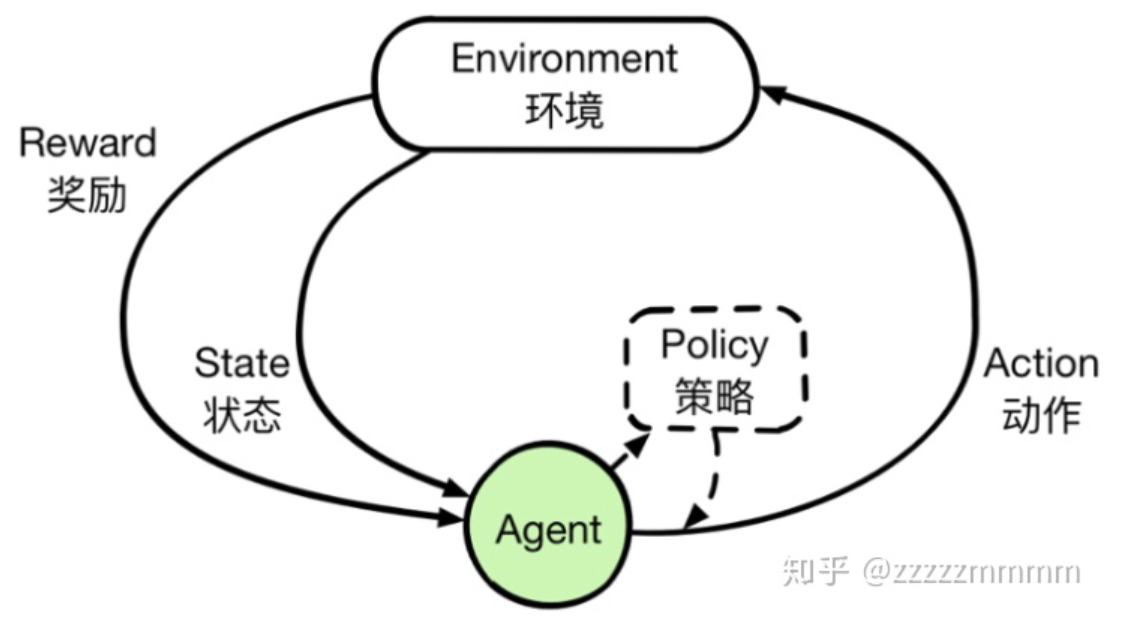 Environment
环境
Reward
奖励
State
状态
Policy
策略
Action
动作
Agent
知乎 @zzzzzmmmm